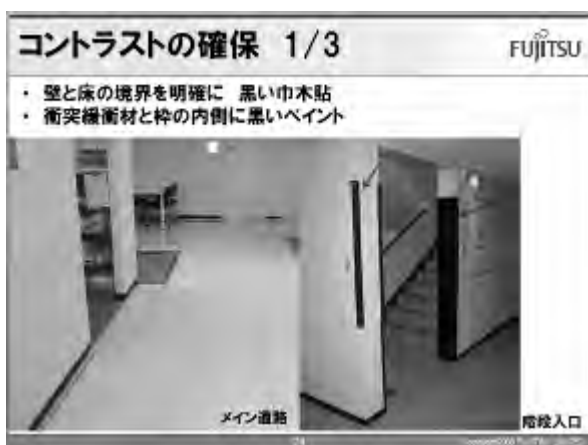 コントラストの確保 1/3
FUJITSU
・ 壁と床の境界を明確に 黒い巾木貼
・ 衝突緩衝材と枠の内側に黒いペイント
メイン通路
階段入口